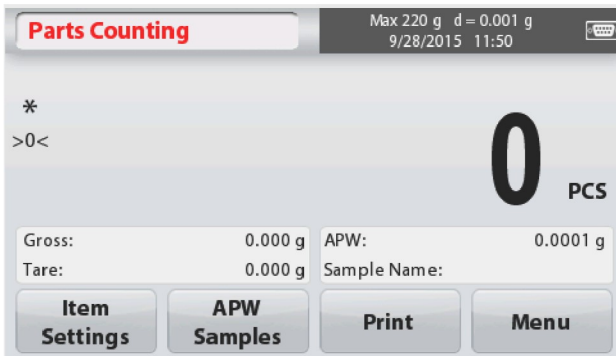 Parts Counting
Max 220 g d = 0.001 g
9/28/2015 11:50
*
>0<
0 PCS
Gross: 0.000 g
Tare: 0.000 g
APW: 0.0001 g
Sample Name:
Item Settings
APW Samples
Print
Menu